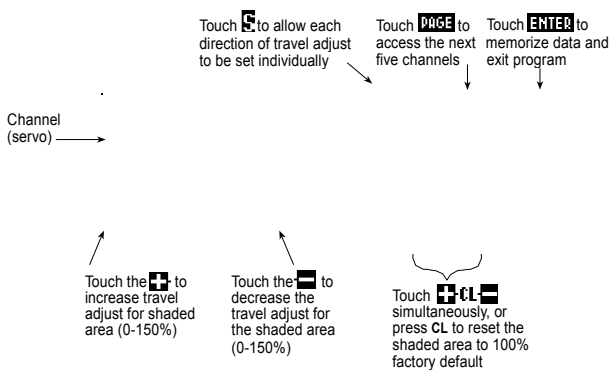 Touch S to allow each
direction of travel adjust
to be set individually
Touch PAGE to
access the next
five channels
Touch ENTER to
memorize data and
exit program
Channel
(servo)
Touch the + to
increase travel
adjust for shaded
area (0-150%)
Touch the - to
decrease the
travel adjust for
the shaded area
(0-150%)
Touch +CL-
simultaneously, or
press CL to reset the
shaded area to 100%
factory default